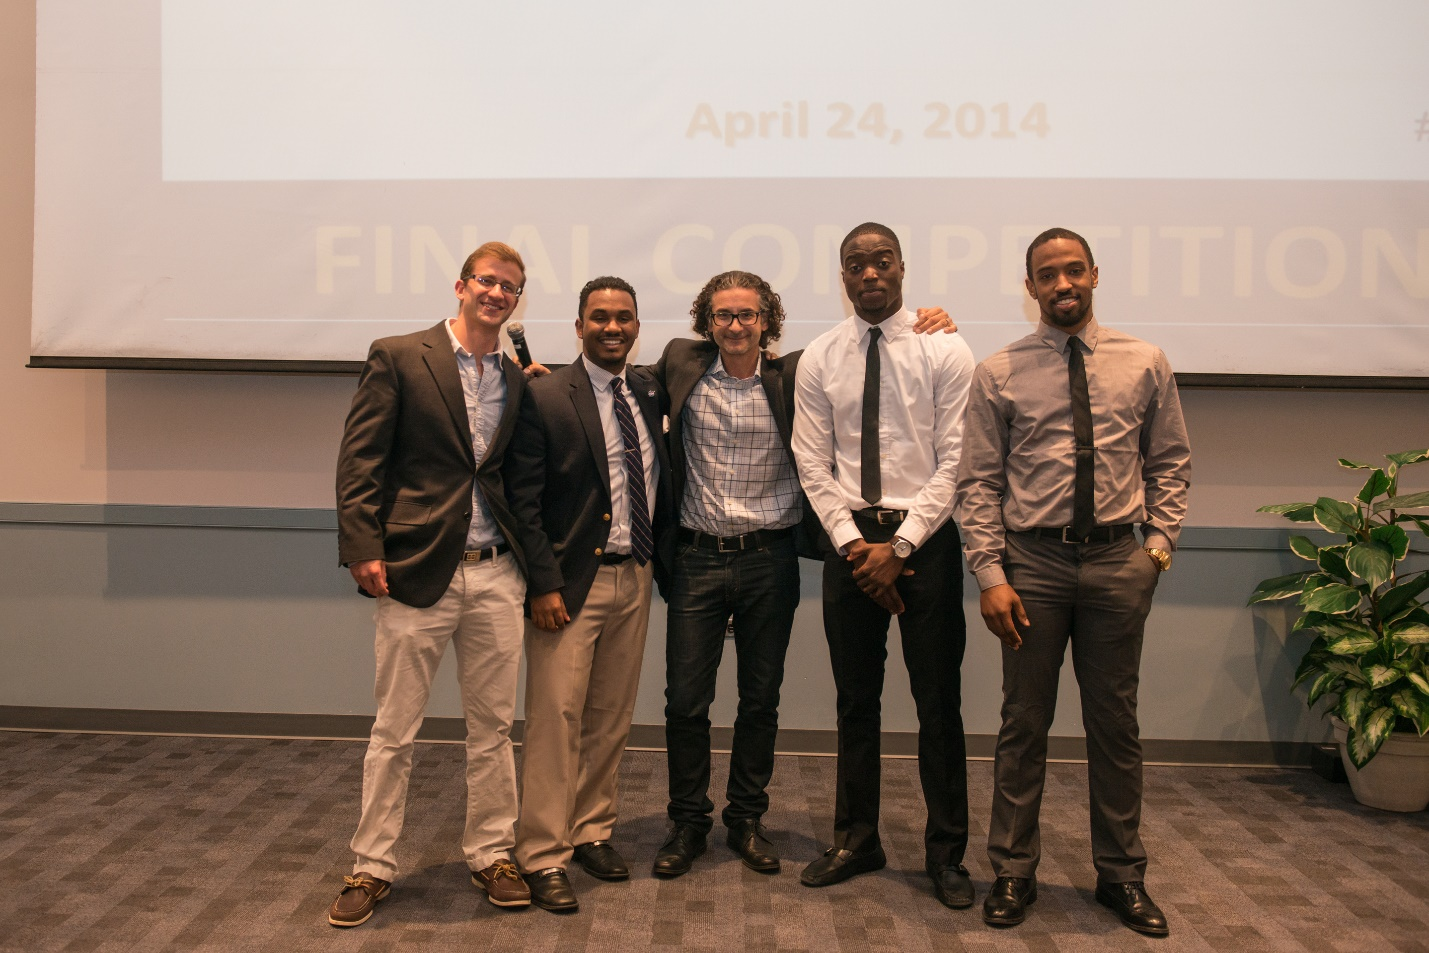 April 24, 2014
#
FINAL COMPETITION